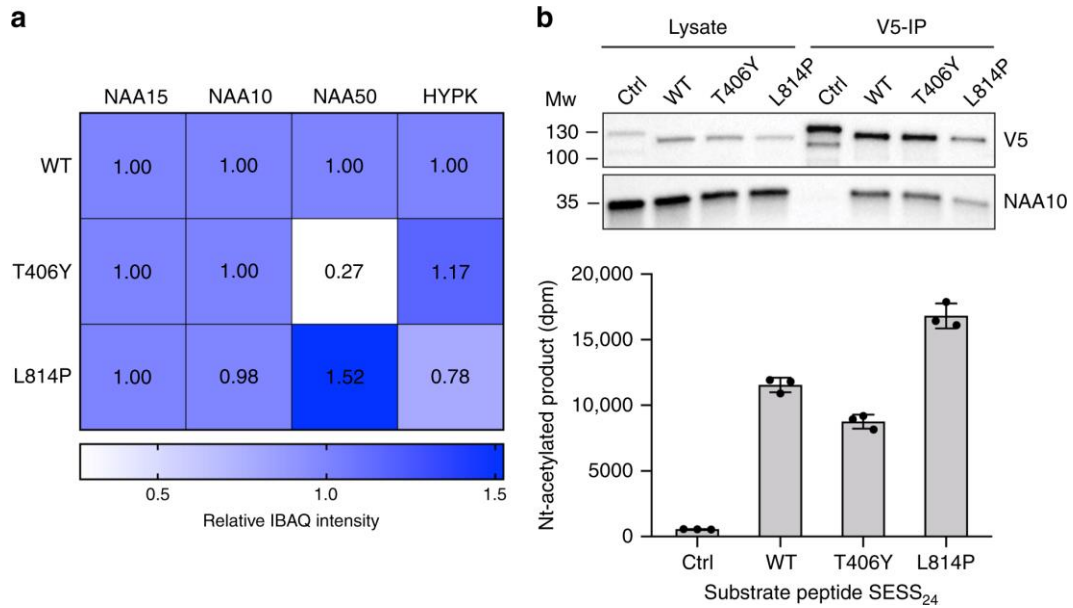 a
NAA15 NAA10 NAA50 HYPK
WT 1.00 1.00 1.00 1.00
T406Y 1.00 1.00 0.27 1.17
L814P 1.00 0.98 1.52 0.78
0.5 1.0 1.5
Relative IBAQ intensity
b
Lysate V5-IP
Mw Ctrl WT T406Y L814P Ctrl WT T406Y L814P
130 V5
100
35 NAA10
20,000
15,000
10,000
5000
0
Nt-acetylated product (dpm)
Ctrl WT T406Y L814P
Substrate peptide SESS24